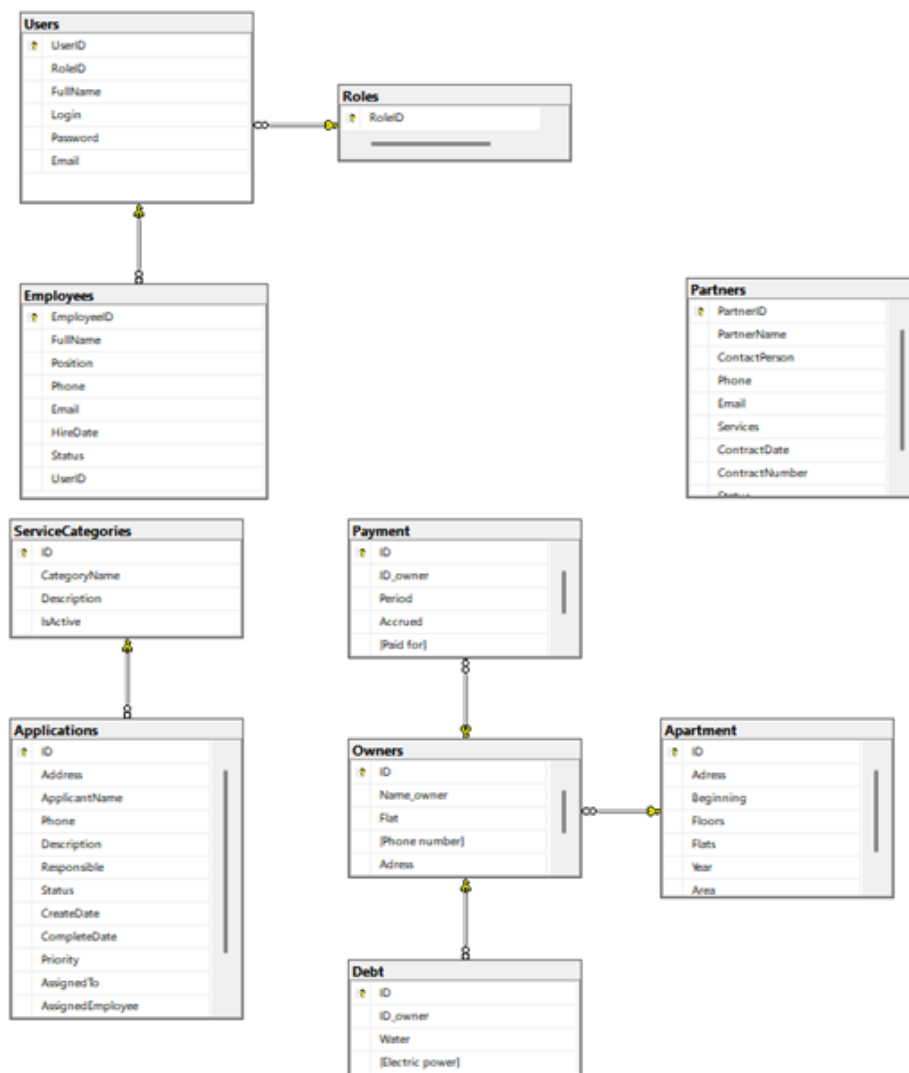 Users
UserID
RoleID
FullName
Login
Password
Email
Roles
RoleID
Employees
EmployeeID
FullName
Position
Phone
Email
HireDate
Status
UserID
Partners
PartnerID
PartnerName
ContactPerson
Phone
Email
Services
ContractDate
ContractNumber
Status
ServiceCategories
ID
CategoryName
Description
IsActive
Payment
ID
ID_owner
Period
Accrued
[Paid for]
Applications
ID
Address
ApplicantName
Phone
Description
Responsible
Status
CreateDate
CompleteDate
Priority
AssignedTo
AssignedEmployee
Owners
ID
Name_owner
Flat
[Phone number]
Adress
Apartment
ID
Adress
Beginning
Floors
Flats
Year
Area
Debt
ID
ID_owner
Water
[Electric power]